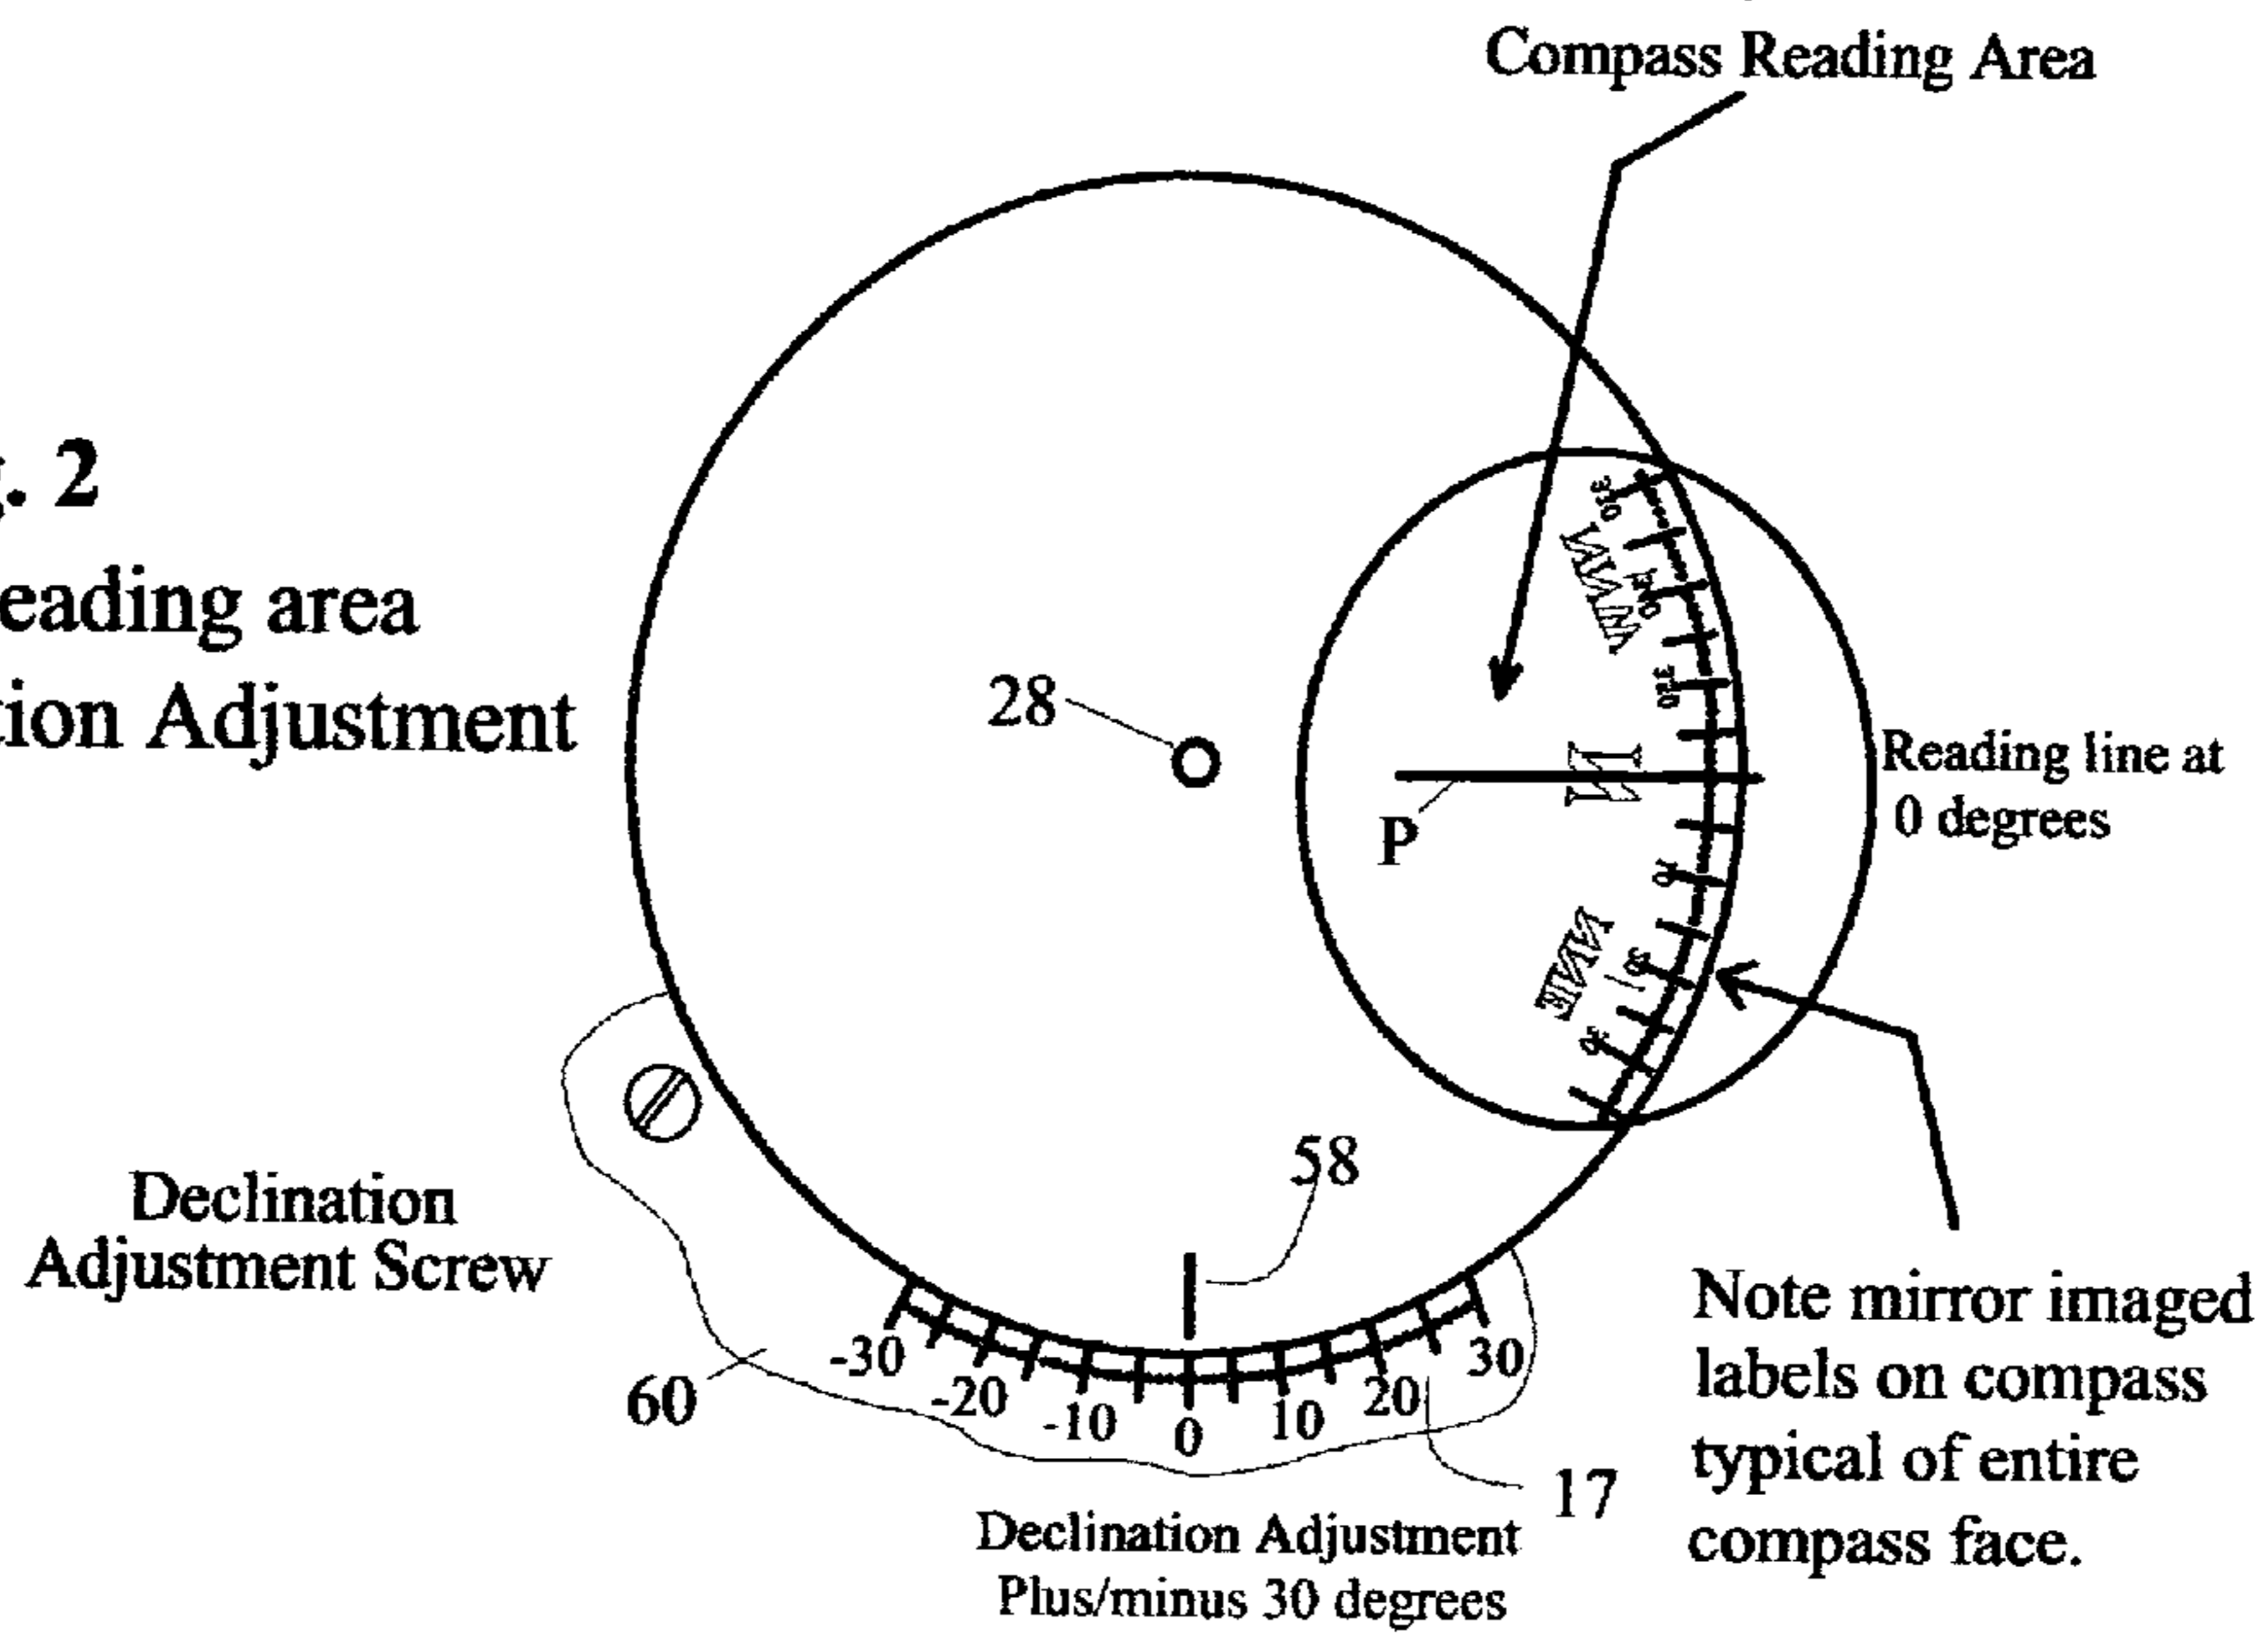 Compass Reading Area
. 2
eading area
tion Adjustment
28
P
Reading line at
0 degrees
58
Declination
Adjustment Screw
60
-30
-20
-10
0
10
20
30
17
Declination Adjustment
Plus/minus 30 degrees
Note mirror imaged
labels on compass
typical of entire
compass face.
N